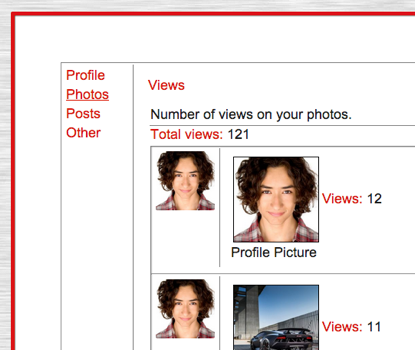 Profile
Photos
Posts
Other
Views
Number of views on your photos.
Total views: 121
Views: 12
Profile Picture
Views: 11